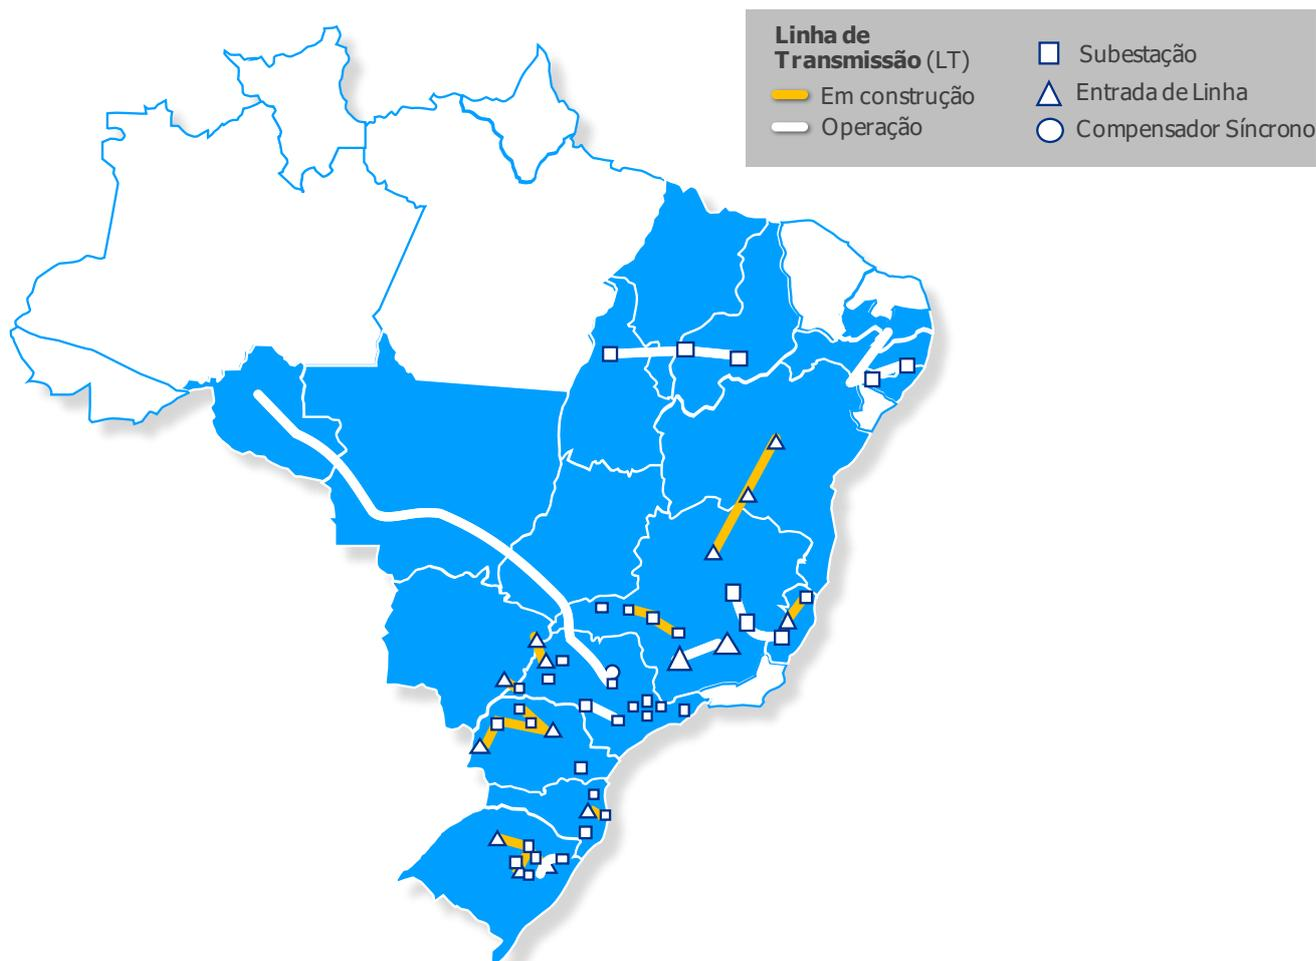 Linha de
Transmissão (LT)
Em construção
Operação
Subestação
Entrada de Linha
Compensador Síncrono